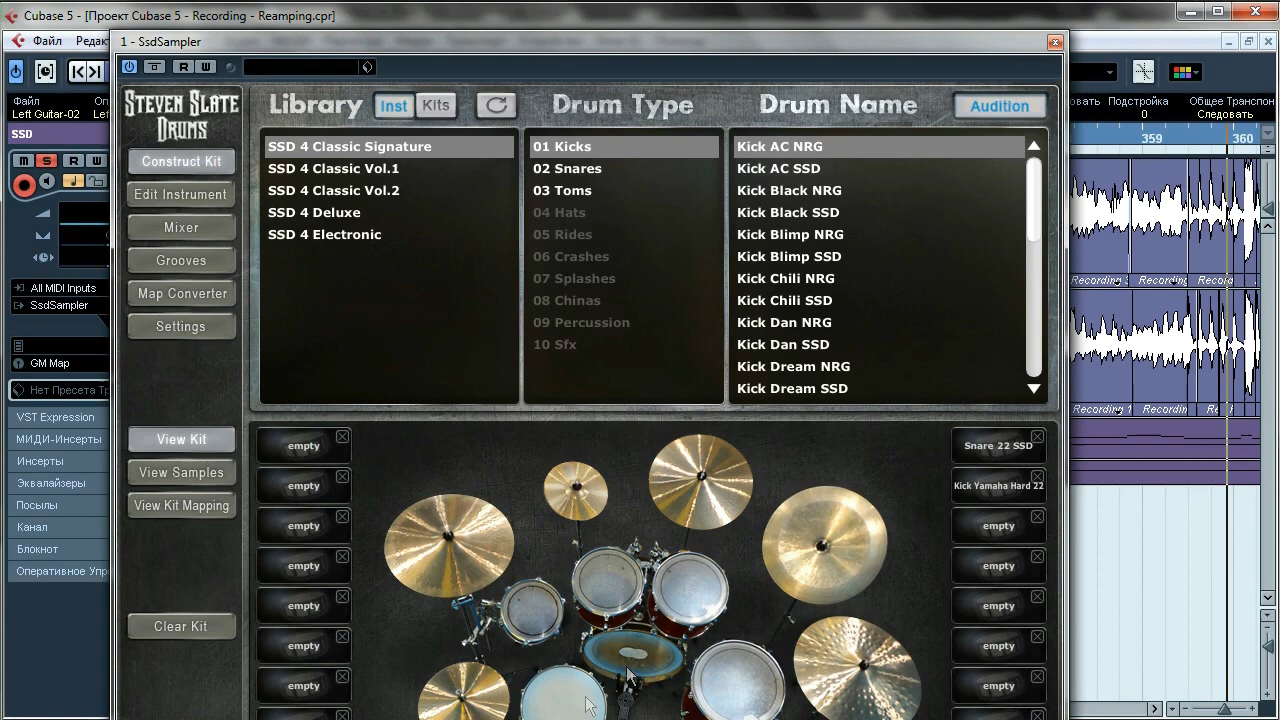 Cubase 5 - [Проект Cubase 5 - Recording - Reamping.cpr]
Файл
1 - SsdSampler
R W
STEVEN SLATE DRUMS
Construct Kit
Edit Instrument
Mixer
Grooves
Map Converter
Settings
View Kit
View Samples
View Kit Mapping
Clear Kit
Library
Inst
Kits
Drum Type
Drum Name
Audition
SSD 4 Classic Signature
SSD 4 Classic Vol.1
SSD 4 Classic Vol.2
SSD 4 Deluxe
SSD 4 Electronic
01 Kicks
02 Snares
03 Toms
04 Hats
05 Rides
06 Crashes
07 Splashes
08 Chinas
09 Percussion
10 Sfx
Kick AC NRG
Kick AC SSD
Kick Black NRG
Kick Black SSD
Kick Blimp NRG
Kick Blimp SSD
Kick Chili NRG
Kick Chili SSD
Kick Dan NRG
Kick Dan SSD
Kick Dream NRG
Kick Dream SSD
empty
empty
empty
empty
empty
empty
empty
Snare 22 SSD
Kick Yamaha Hard 22
empty
empty
empty
empty
empty
Файл
Left Guitar-02
SSD
M S R W
All MIDI Inputs
SsdSampler
GM Map
Нет Пресета
VST Expression
МИДИ-Инсерты
Инсерты
Эквалайзеры
Посылы
Канал
Блокнот
Оперативное Упр
Подстройка
0
Общее Транспон
Следовать
359
360
Recording
Recording
Recording 1